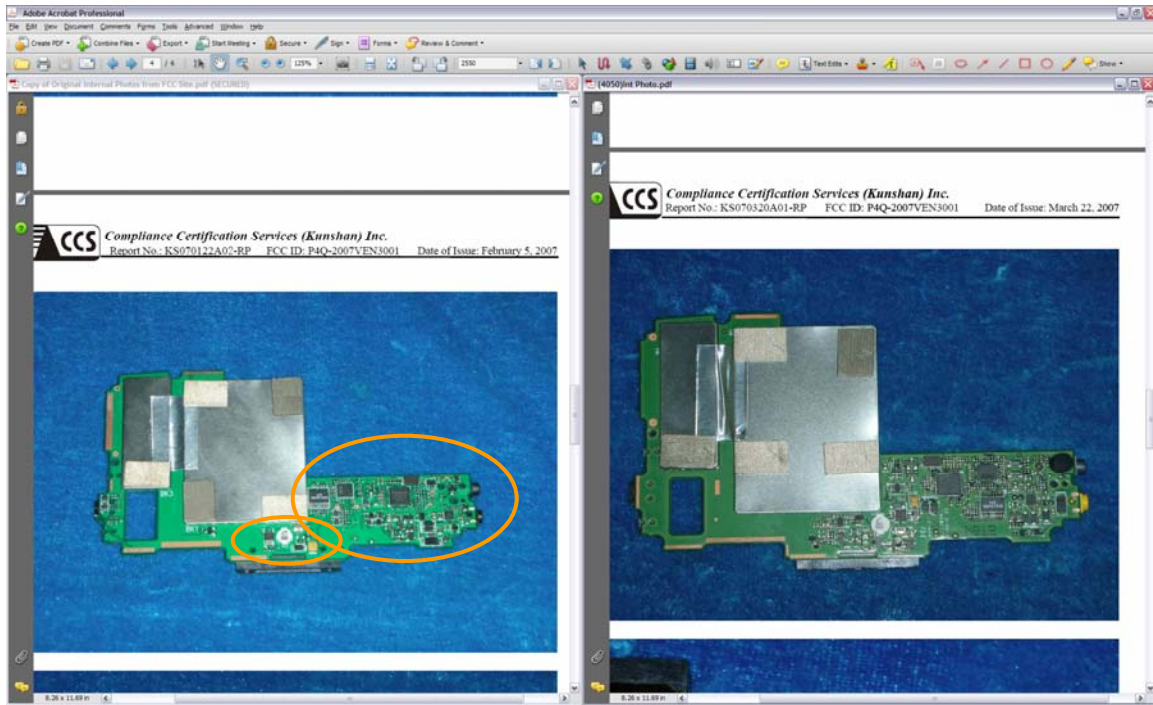 Adobe Acrobat Professional
File Edit View Document Comments Forms Tools Advanced Window Help
Create PDF Combine Files Export Start Meeting Secure Sign Forms Review & Comment
4 / 6 125% 2550 Text Edits Show
Copy of Original Internal Photos from FCC Site.pdf (SECURED)
CCS
Compliance Certification Services (Kunshan) Inc.
Report No.: KS070122A02-RP FCC ID: P4Q-2007VEN3001 Date of Issue: February 5, 2007
8.26 x 11.69 in
(4050)Int Photo.pdf
CCS
Compliance Certification Services (Kunshan) Inc.
Report No.: KS070320A01-RP FCC ID: P4Q-2007VEN3001 Date of Issue: March 22, 2007
8.26 x 11.69 in